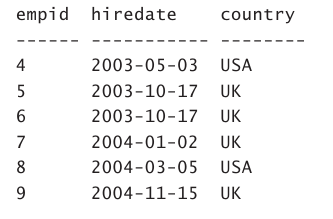 empid  hiredate    country
------ ----------- --------
4      2003-05-03  USA
5      2003-10-17  UK
6      2003-10-17  UK
7      2004-01-02  UK
8      2004-03-05  USA
9      2004-11-15  UK